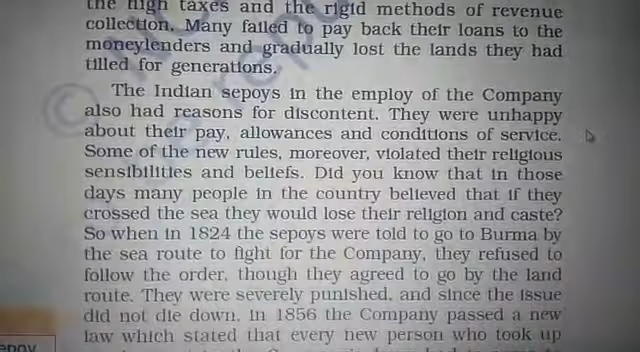 the high taxes and the rigid methods of revenue
collection. Many failed to pay back their loans to the
moneylenders and gradually lost the lands they had
tilled for generations.
The Indian sepoys in the employ of the Company
also had reasons for discontent. They were unhappy
about their pay, allowances and conditions of service.
Some of the new rules, moreover, violated their religious
sensibilities and beliefs. Did you know that in those
days many people in the country believed that if they
crossed the sea they would lose their religion and caste?
So when in 1824 the sepoys were told to go to Burma by
the sea route to fight for the Company, they refused to
follow the order, though they agreed to go by the land
route. They were severely punished, and since the issue
did not die down, in 1856 the Company passed a new
law which stated that every new person who took up